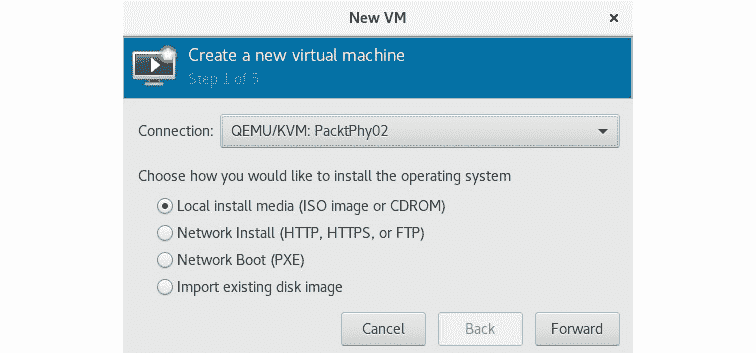 New VM
Create a new virtual machine
Step 1 of 5
Connection: QEMU/KVM: PacktPhy02
Choose how you would like to install the operating system
Local install media (ISO image or CDROM)
Network Install (HTTP, HTTPS, or FTP)
Network Boot (PXE)
Import existing disk image
Cancel Back Forward